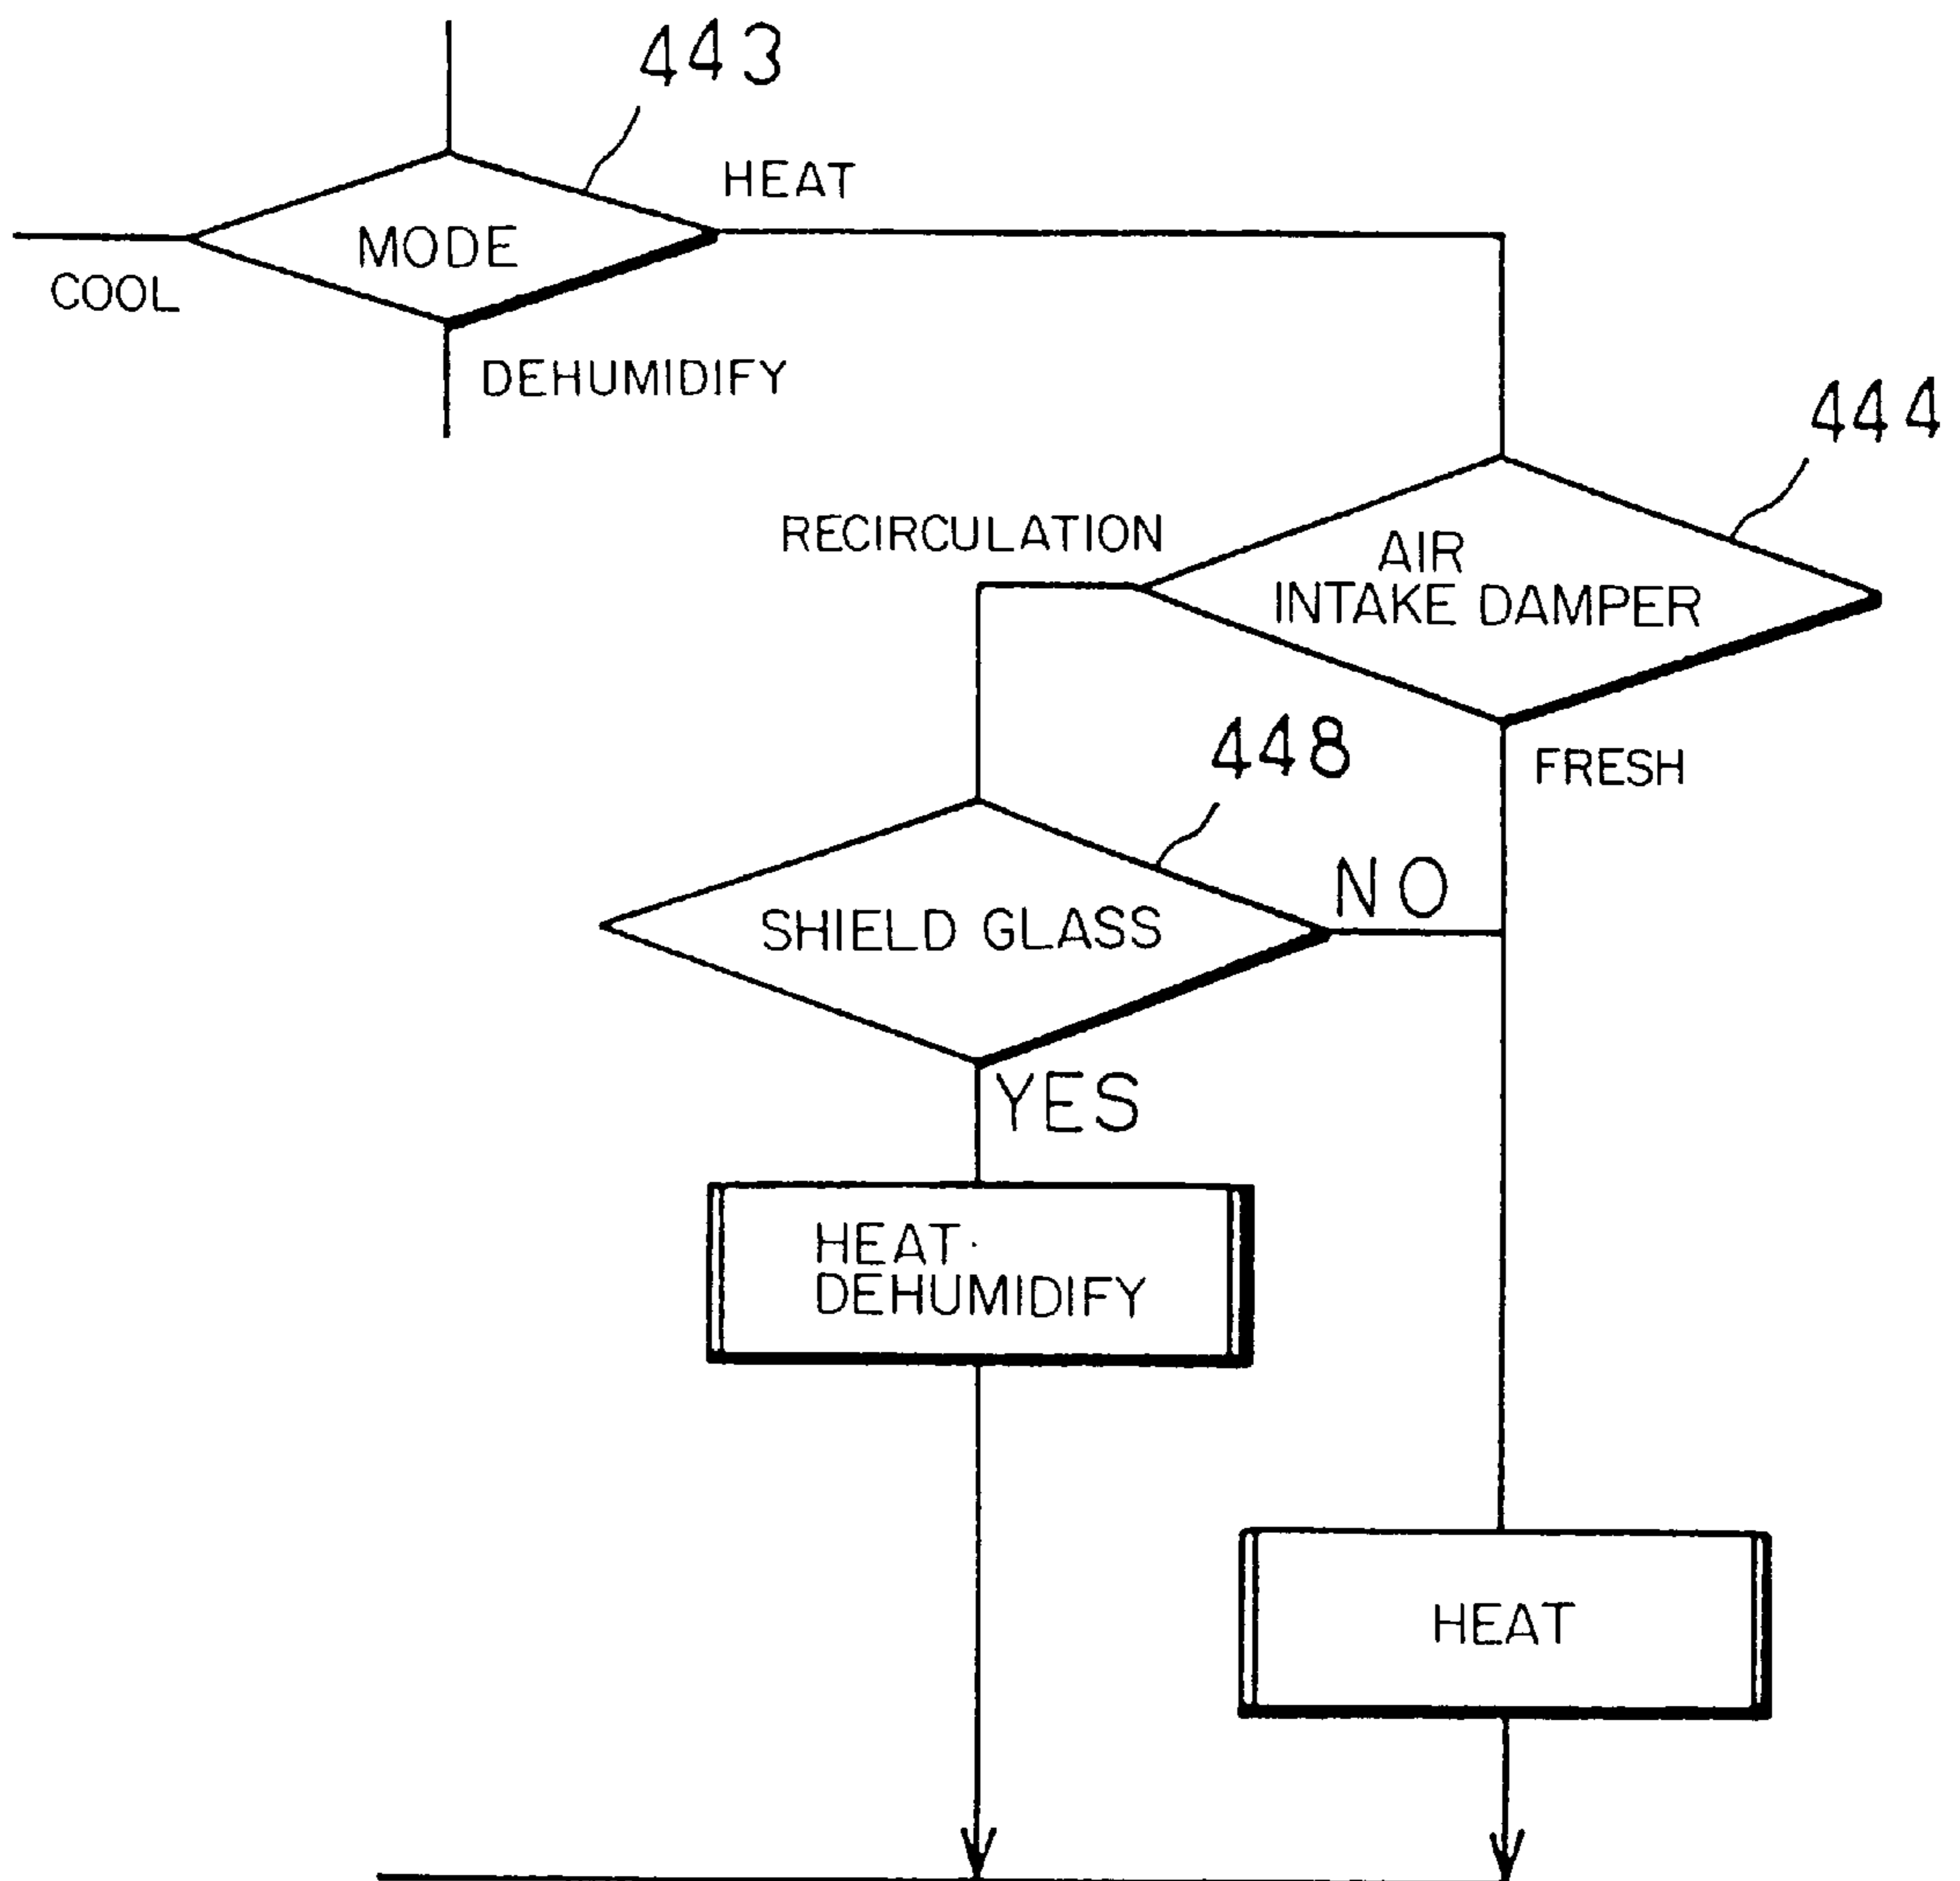 443
HEAT
MODE
COOL
DEHUMIDIFY
444
RECIRCULATION
AIR
INTAKE DAMPER
448
FRESH
NO
SHIELD GLASS
YES
HEAT·
DEHUMIDIFY
HEAT